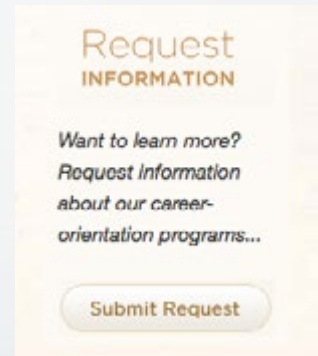 Request
INFORMATION
Want to learn more?
Request information
about our career-
orientation programs...
Submit Request